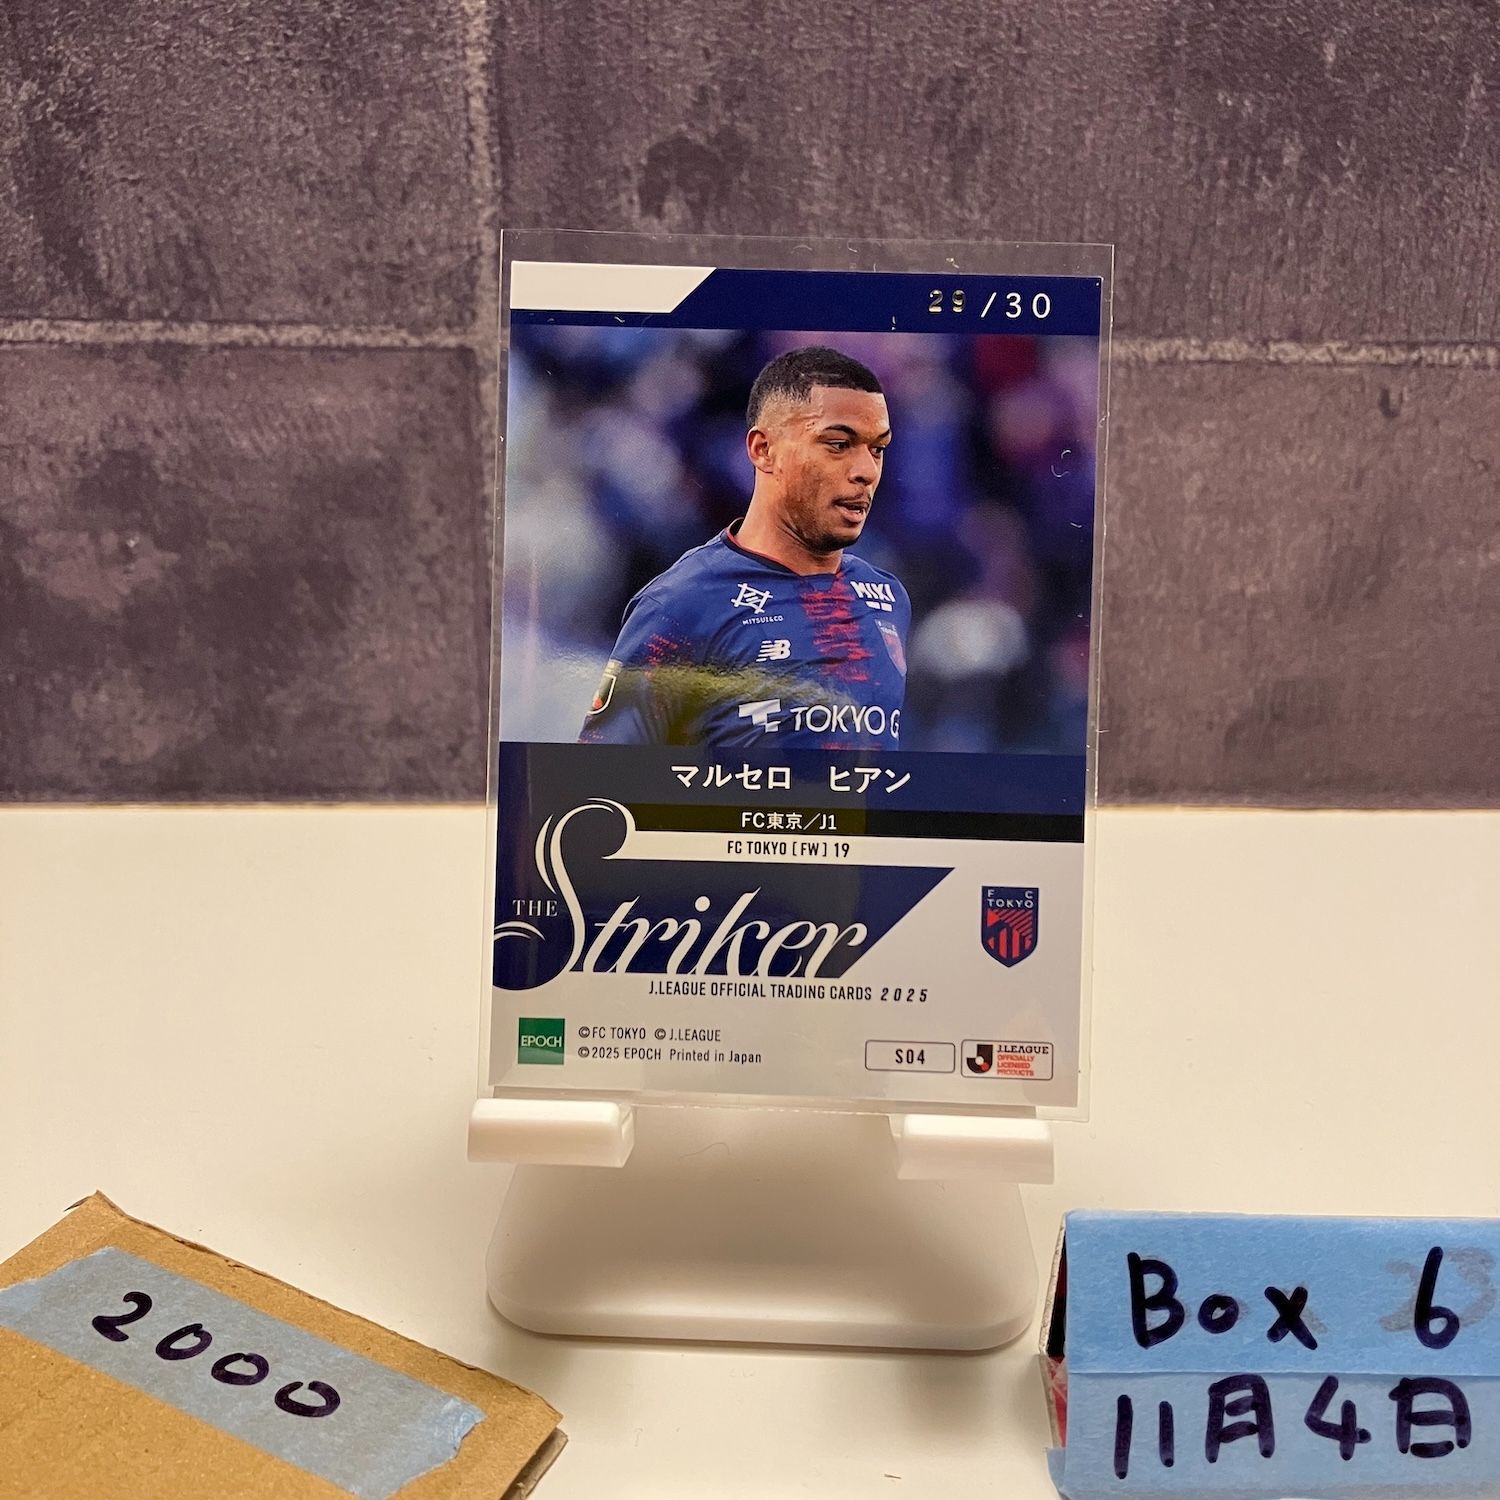 29/30
MIXI
MITSUI&CO.
NB
TOKYO G
マルセロ ヒアン
FC東京／J1
FC TOKYO [FW] 19
THE Striker
FC TOKYO
J.LEAGUE OFFICIAL TRADING CARDS 2025
EPOCH
©FC TOKYO ©J.LEAGUE
©2025 EPOCH Printed in Japan
S04
J.LEAGUE
OFFICIALLY
LICENSED
PRODUCTS
2000
Box 6
11月4日